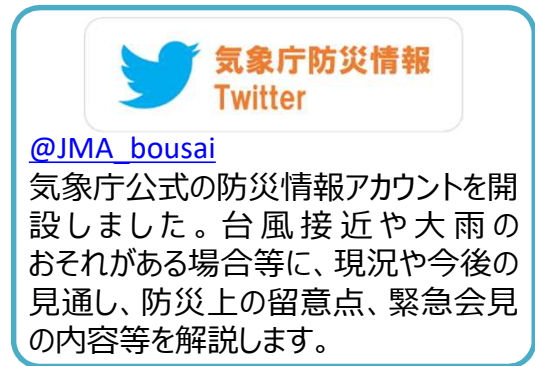 気象庁防災情報
Twitter
@JMA_bousai
気象庁公式の防災情報アカウントを開
設しました。台風接近や大雨の
おそれがある場合等に、現況や今後の
見通し、防災上の留意点、緊急会見
の内容等を解説します。